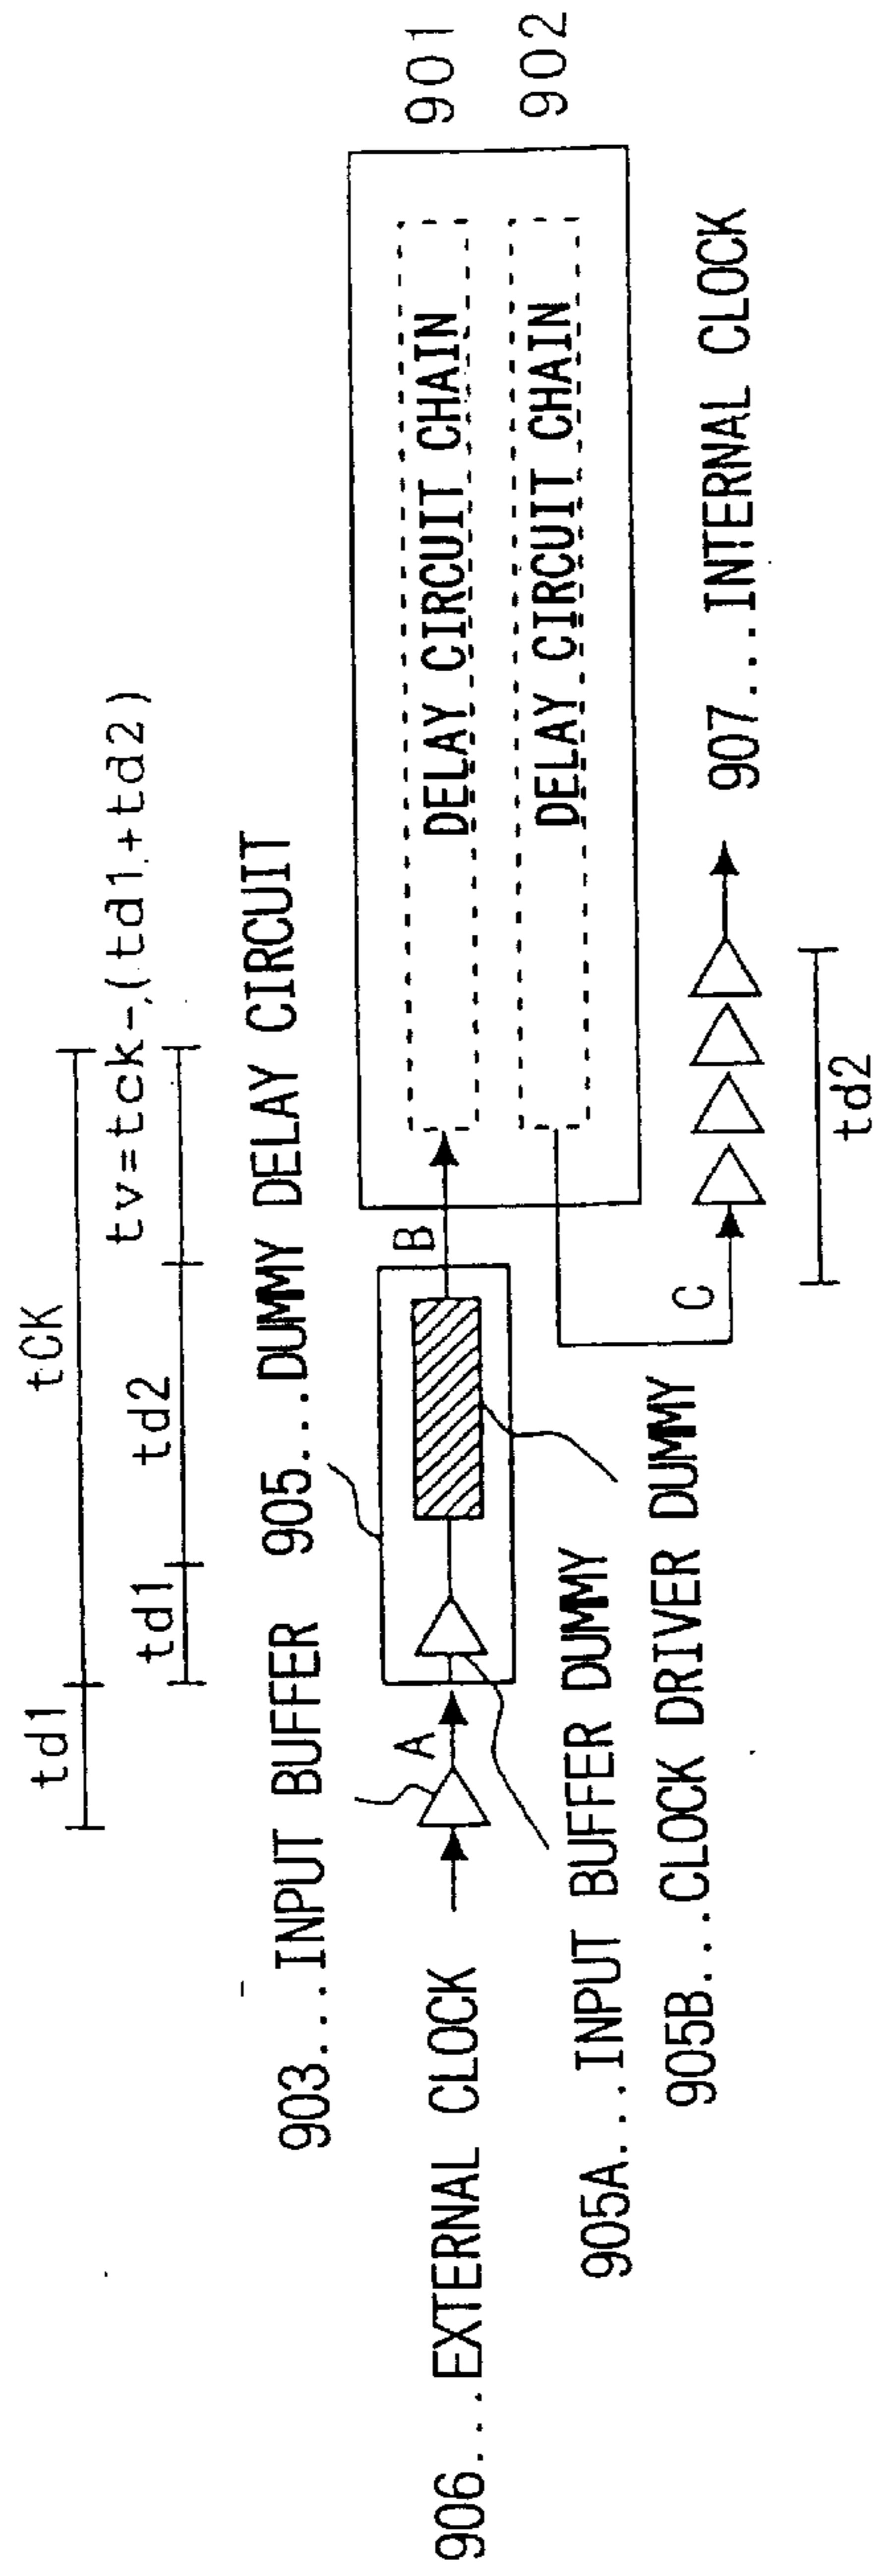 td1
tCK
td1
td2
tv=tck-(td1+td2)
903...INPUT BUFFER
905...DUMMY DELAY CIRCUIT
906...EXTERNAL CLOCK
A
B
DELAY CIRCUIT CHAIN
901
DELAY CIRCUIT CHAIN
902
905A...INPUT BUFFER DUMMY
905B...CLOCK DRIVER DUMMY
C
907...INTERNAL CLOCK
td2